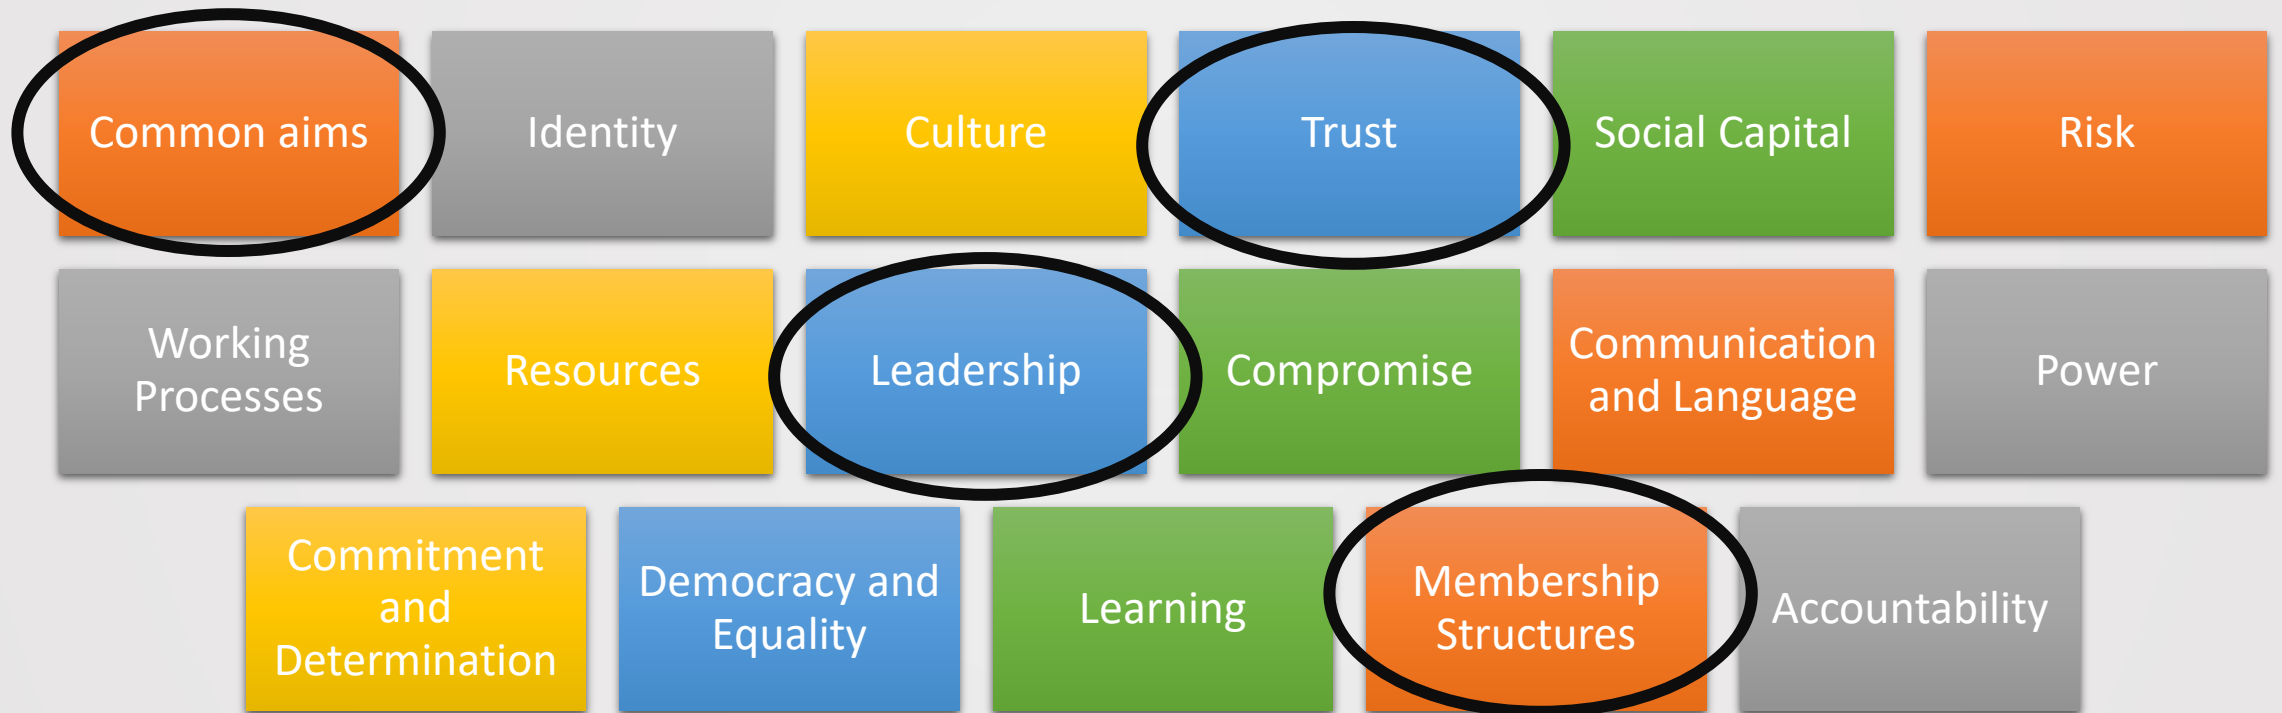 Common aims
Identity
Culture
Trust
Social Capital
Risk
Working
Processes
Resources
Leadership
Compromise
Communication
and Language
Power
Commitment
and
Determination
Democracy and
Equality
Learning
Membership
Structures
Accountability